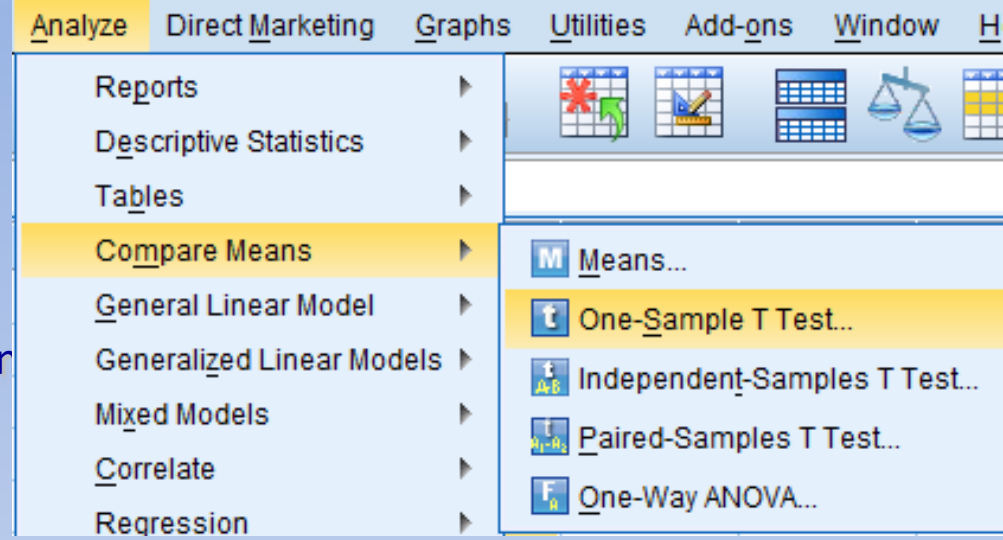 Analyze Direct Marketing Graphs Utilities Add-ons Window H
Reports
Descriptive Statistics
Tables
Compare Means
General Linear Model
Generalized Linear Models
Mixed Models
Correlate
Regression
M Means...
t One-Sample T Test...
Independent-Samples T Test...
Paired-Samples T Test...
One-Way ANOVA...